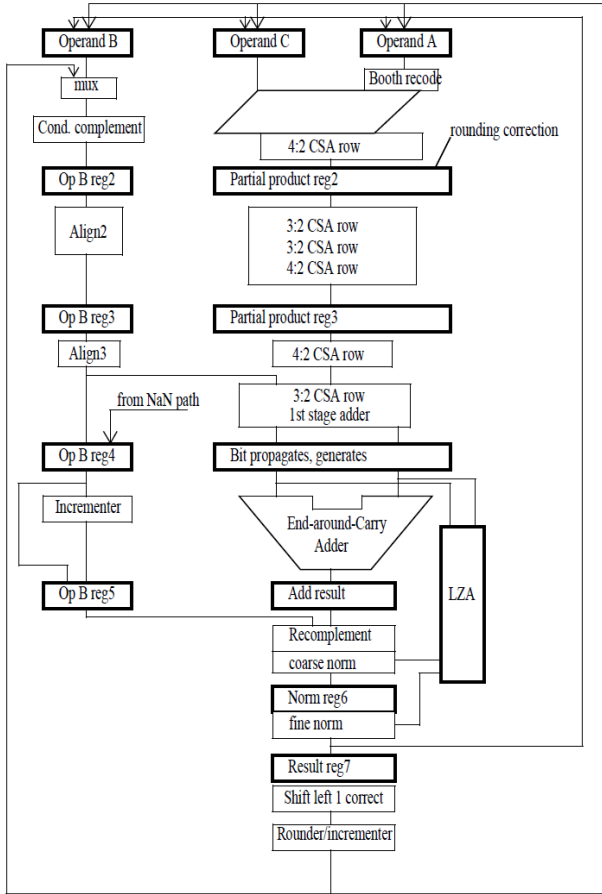 Operand B
Operand C
Operand A
mux
Booth recode
Cond. complement
4:2 CSA row
rounding correction
Op B reg2
Partial product reg2
Align2
3:2 CSA row
3:2 CSA row
4:2 CSA row
Op B reg3
Partial product reg3
Align3
4:2 CSA row
3:2 CSA row
1st stage adder
from NaN path
Op B reg4
Bit propagates, generates
Incrementer
End-around-Carry
Adder
LZA
Op B reg5
Add result
Recomplement
coarse norm
Norm reg6
fine norm
Result reg7
Shift left 1 correct
Rounder/incrementer